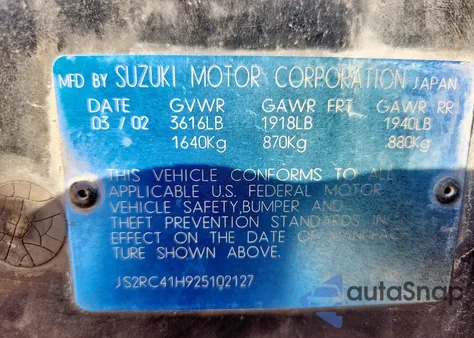 MFD BY SUZUKI MOTOR CORPORATION JAPAN
DATE GVWR GAWR FRT GAWR RR
03 / 02 3616LB 1918LB 1940LB
1640Kg 870Kg 880Kg
THIS VEHICLE CONFORMS TO ALL
APPLICABLE U.S. FEDERAL MOTOR
VEHICLE SAFETY,BUMPER AND
THEFT PREVENTION STANDARDS IN
EFFECT ON THE DATE OF MANUFAC
TURE SHOWN ABOVE.
JS2RC41H925102127
autoSnap